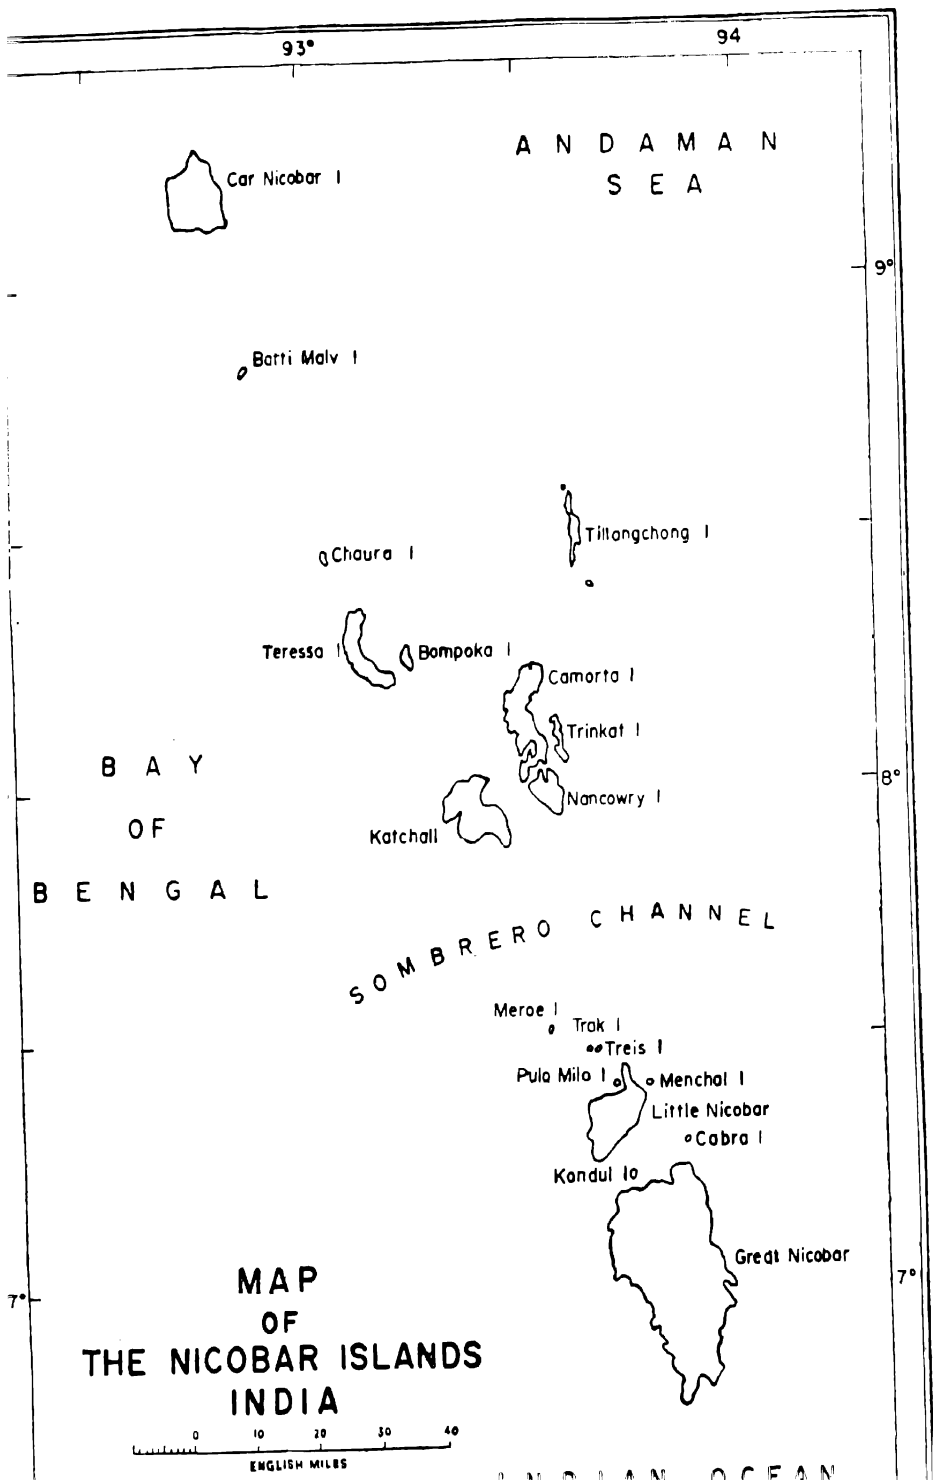 93° 94
ANDAMAN
SEA
Car Nicobar I
9°
Batti Malv I
Tillangchong I
Chaura I
Teressa I
Bompoka I
Camorta I
Trinkat I
BAY
OF
BENGAL
8°
Nancowry I
Katchall
SOMBRERO CHANNEL
Meroe I
Trak I
Treis I
Pulo Milo I
Menchal I
Little Nicobar
Cabra I
Kondul I
Great Nicobar
7°
7°
MAP
OF
THE NICOBAR ISLANDS
INDIA
0 10 20 30 40
ENGLISH MILES
INDIAN OCEAN